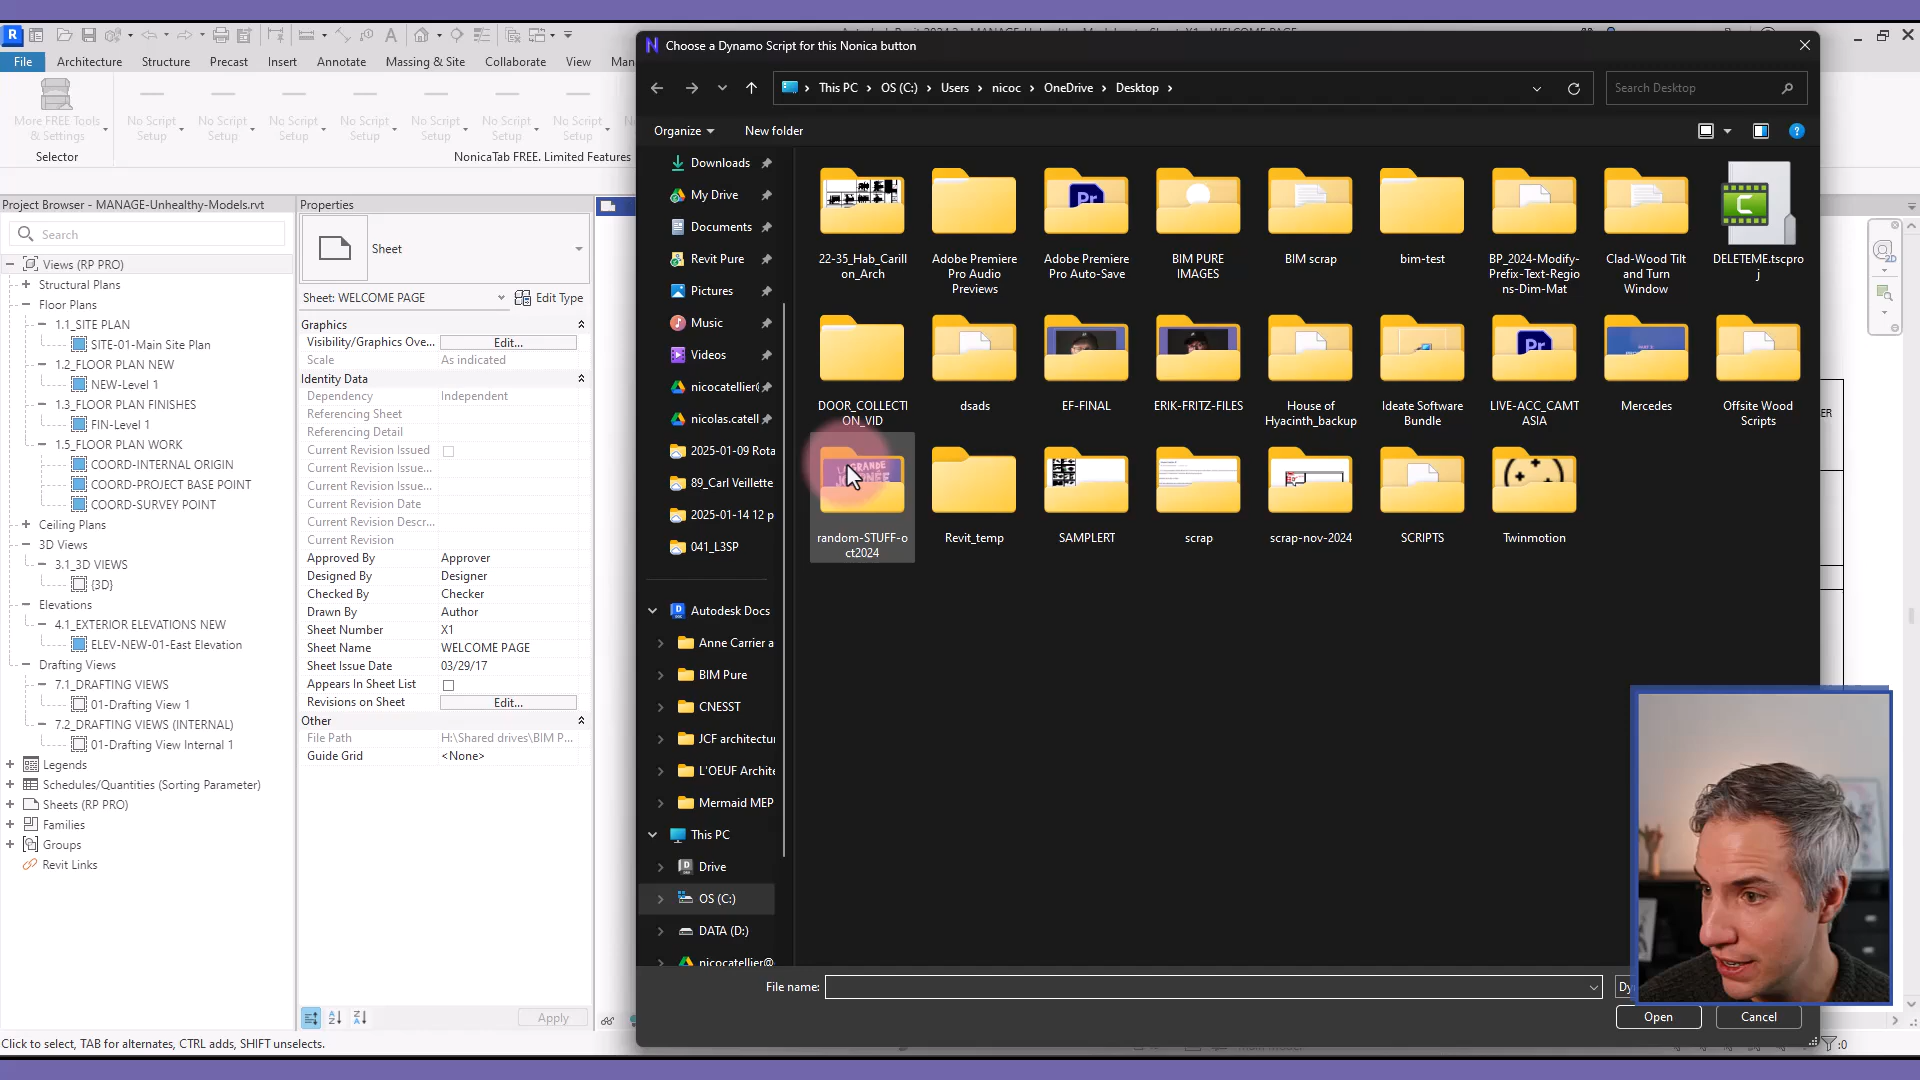 Choose a Dynamo Script for this Nonica button
File
Architecture
Structure
Precast
Insert
Annotate
Massing & Site
Collaborate
View
This PC
OS (C:)
Users
nicoc
OneDrive
Desktop
Search Desktop
Organize
New folder
More FREE Tools
& Settings
No Script
Setup
No Script
Setup
No Script
Setup
No Script
Setup
No Script
Setup
No Script
Setup
No Script
Setup
Selector
NonicaTab FREE. Limited Features
Project Browser - MANAGE-Unhealthy-Models.rvt
Search
Views (RP PRO)
Structural Plans
Floor Plans
1.1_SITE PLAN
SITE-01-Main Site Plan
1.2_FLOOR PLAN NEW
NEW-Level 1
1.3_FLOOR PLAN FINISHES
FIN-Level 1
1.5_FLOOR PLAN WORK
COORD-INTERNAL ORIGIN
COORD-PROJECT BASE POINT
COORD-SURVEY POINT
Ceiling Plans
3D Views
3.1_3D VIEWS
{3D}
Elevations
4.1_EXTERIOR ELEVATIONS NEW
ELEV-NEW-01-East Elevation
Drafting Views
7.1_DRAFTING VIEWS
01-Drafting View 1
7.2_DRAFTING VIEWS (INTERNAL)
01-Drafting View Internal 1
Legends
Schedules/Quantities (Sorting Parameter)
Sheets (RP PRO)
Families
Groups
Revit Links
Properties
Sheet
Sheet: WELCOME PAGE
Edit Type
Graphics
Visibility/Graphics Ove... Edit...
Scale As indicated
Identity Data
Dependency Independent
Referencing Sheet
Referencing Detail
Current Revision Issued
Current Revision Issue...
Current Revision Issue...
Current Revision Date
Current Revision Descr...
Current Revision
Approved By Approver
Designed By Designer
Checked By Checker
Drawn By Author
Sheet Number X1
Sheet Name WELCOME PAGE
Sheet Issue Date 03/29/17
Appears In Sheet List
Revisions on Sheet Edit...
Other
File Path H:\Shared drives\BIM P...
Guide Grid <None>
Apply
Downloads
My Drive
Documents
Revit Pure
Pictures
Music
Videos
nicocatellier
nicolas.catell
2025-01-09 Rota
89_Carl Veillette
2025-01-14 12 p
041_L3SP
Autodesk Docs
Anne Carrier a
BIM Pure
CNESST
JCF architectu
L'OEUF Archite
Mermaid MEP
This PC
Drive
OS (C:)
DATA (D:)
nicocatellier@
22-35_Hab_Carill
on_Arch
Adobe Premiere
Pro Audio
Previews
Adobe Premiere
Pro Auto-Save
BIM PURE
IMAGES
BIM scrap
bim-test
BP_2024-Modify-
Prefix-Text-Regio
ns-Dim-Mat
Clad-Wood Tilt
and Turn
Window
DELETEME.tscpro
j
DOOR_COLLECTI
ON_VID
dsads
EF-FINAL
ERIK-FRITZ-FILES
House of
Hyacinth_backup
Ideate Software
Bundle
LIVE-ACC_CAMT
ASIA
Mercedes
Offsite Wood
Scripts
random-STUFF-o
ct2024
Revit_temp
SAMPLERT
scrap
scrap-nov-2024
SCRIPTS
Twinmotion
File name:
Open
Cancel
Click to select, TAB for alternates, CTRL adds, SHIFT unselects.
:0